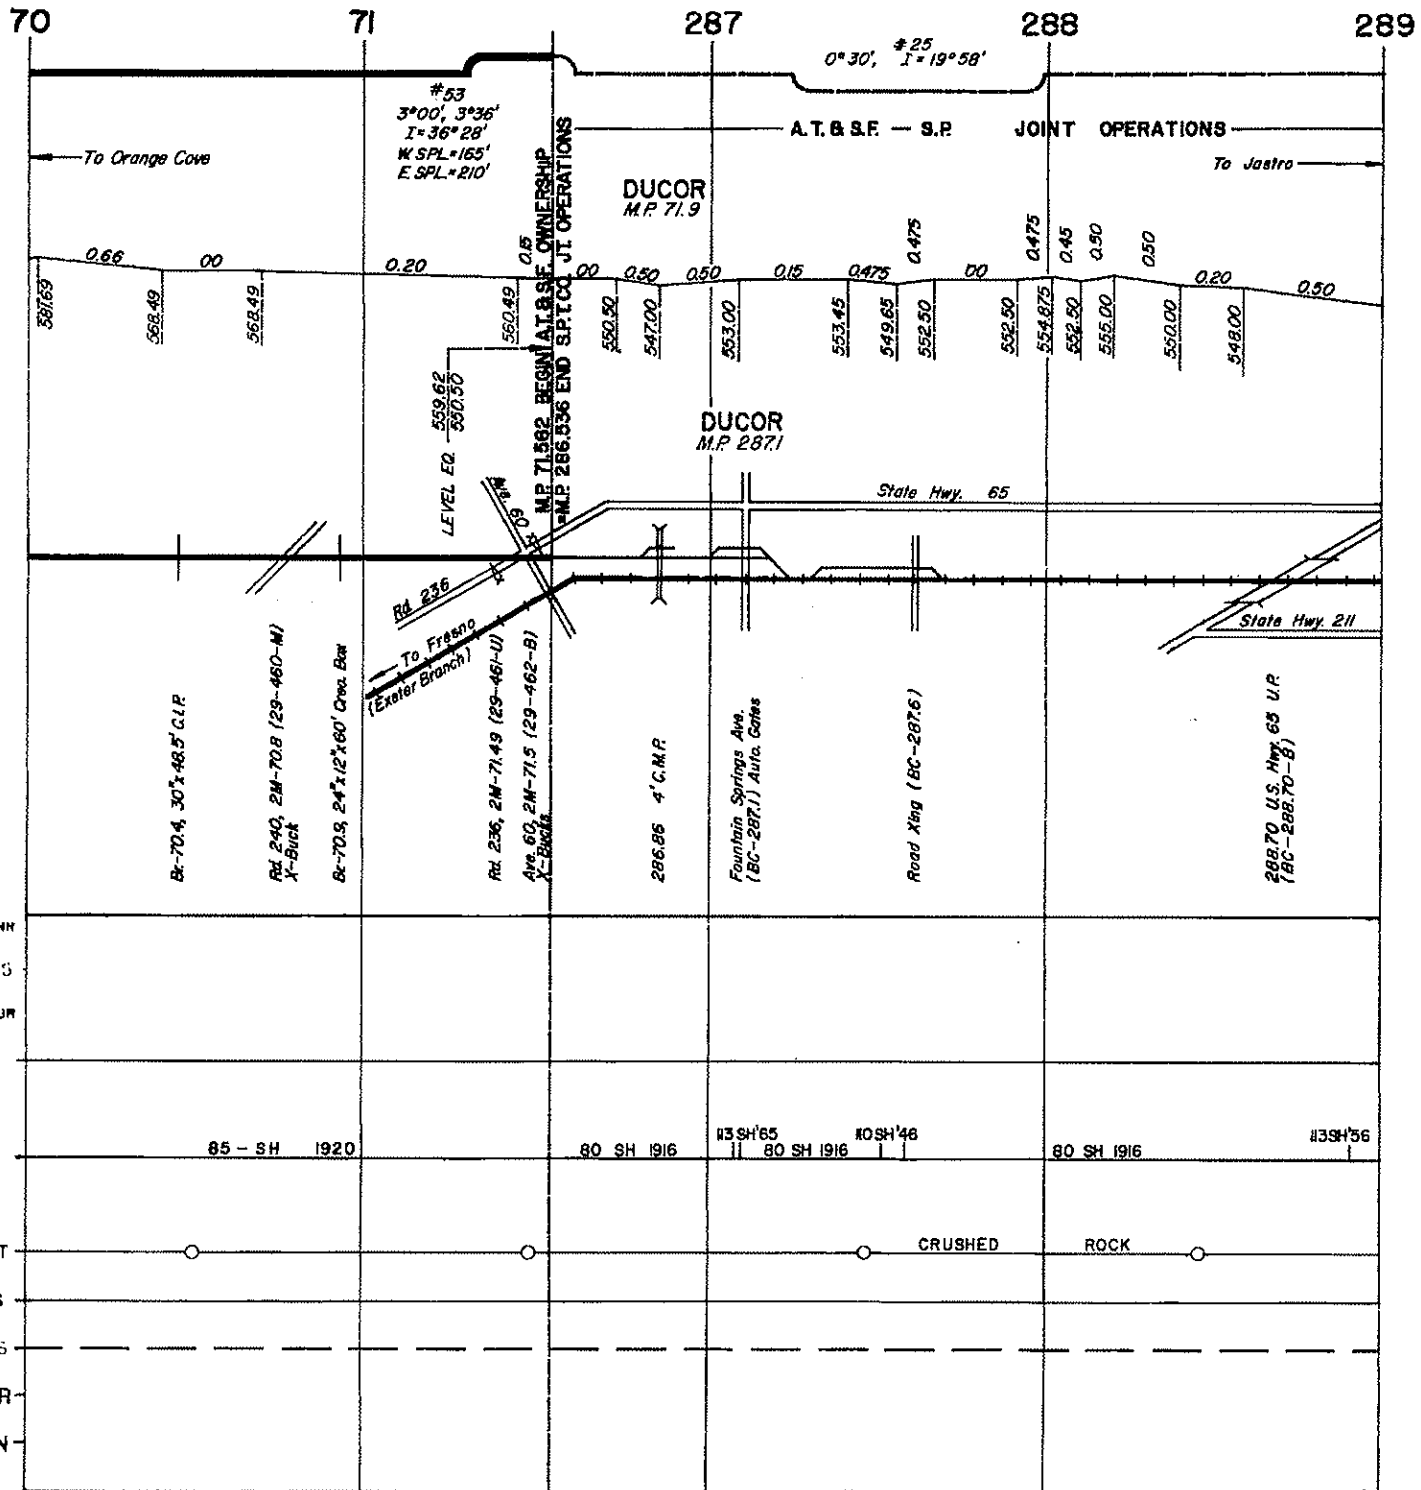 70 71 287 288 289
#25
0°30', I=19°58'
#53
3°00', 3°36'
I=36°28'
W. SPL.=165'
E. SPL.=210'
A.T.&S.F. — S.P. JOINT OPERATIONS
To Orange Cove
To Jastro
DUCOR
M.P. 71.9
M.P. 71.562 BEGIN A.T.&S.F. OWNERSHIP
=M.P. 286.536 END S.P.T.CO. JT. OPERATIONS
0.66 00 0.20 0.15 00 0.50 0.50 0.15 0.475 0.475 00 0.475 0.45 0.50 0.50 0.20 0.50
581.69 568.49 568.49 560.49 550.50 547.00 553.00 553.45 549.65 552.50 552.50 554.875 552.50 555.00 550.00 548.00
LEVEL EQ. 559.62
550.50
DUCOR
M.P. 287.1
State Hwy. 65
Ave. 60
Rd. 236
To Fresno
(Exeter Branch)
State Hwy. 211
Br.-70.4, 30"x48.5' C.I.P.
Rd. 240, 2M-70.8 (29-460-M)
X-Buck
Br.-70.9, 24"x12"x60' Creo. Box
Rd. 236, 2M-71.49 (29-461-U)
Ave. 60, 2M-71.5 (29-462-B)
X-Bucks
286.86 4' C.M.P.
Fountain Springs Ave.
(BC-287.1) Auto. Gates
Road Xing (BC-287.6)
288.70 U.S. Hwy. 65 U.P.
(BC-288.70-B)
S
85-SH 1920
80 SH 1916
113 SH'65
80 SH 1916
110 SH'46
80 SH 1916
113 SH'56
T
CRUSHED ROCK
S
S
R
N